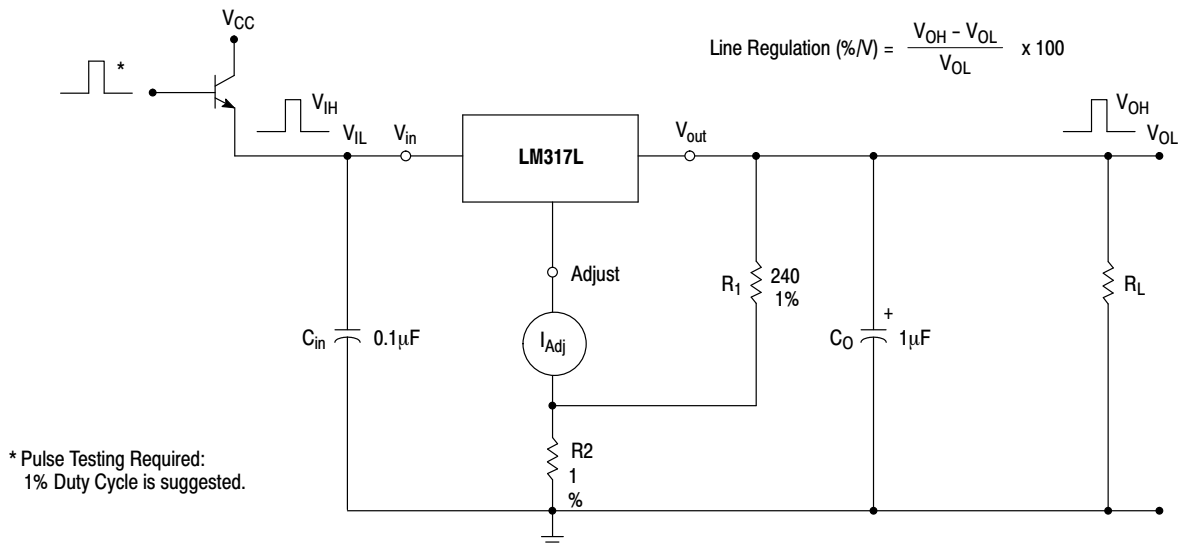 V_CC
*
V_IH
V_IL
V_in
LM317L
V_out
Line Regulation (%/V) = (V_OH – V_OL) / V_OL x 100
V_OH
V_OL
Adjust
I_Adj
R_1
240
1%
C_in
0.1μF
C_O
+
1μF
R_L
R2
1
%
* Pulse Testing Required:
1% Duty Cycle is suggested.